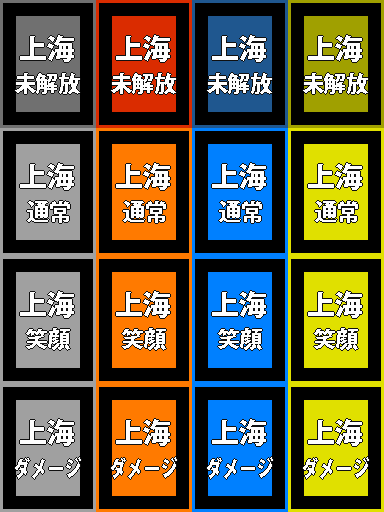 上海 上海 上海 上海
未解放 未解放 未解放 未解放
上海 上海 上海 上海
通常 通常 通常 通常
上海 上海 上海 上海
笑顔 笑顔 笑顔 笑顔
上海 上海 上海 上海
ダメージ ダメージ ダメージ ダメージ